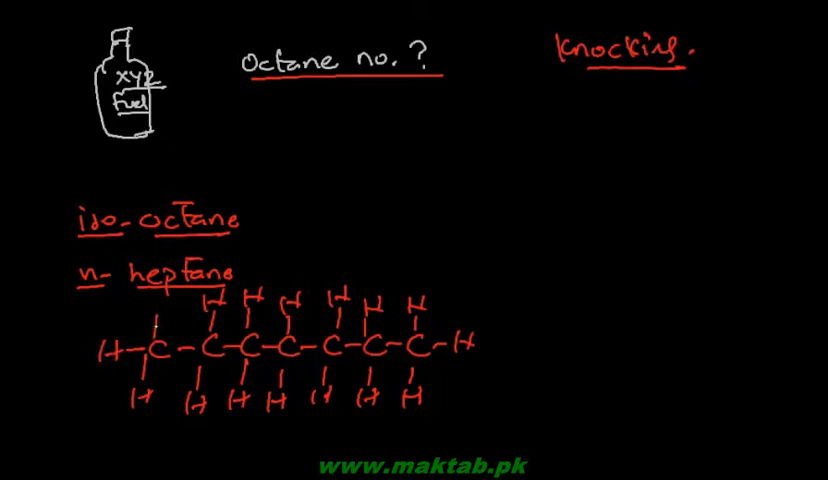 Octane no.?
Knocking.
XYZ
Fuel
iso-octane
n-heptane
H H H H H H
H-C-C-C-C-C-C-C-H
H H H H H H H
www.maktab.pk